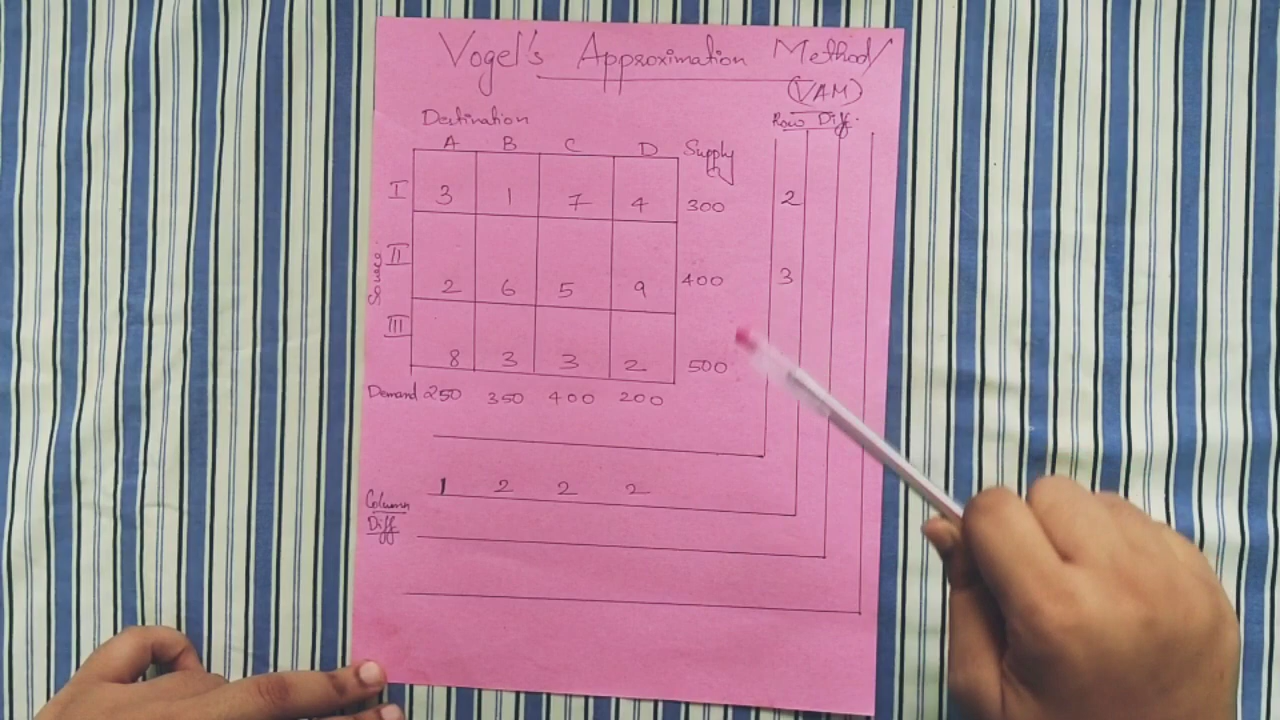 Vogel's Approximation Method
(VAM)
Destination
Row Diff.
A B C D Supply
I 3 1 7 4 300 2
Source
II 2 6 5 9 400 3
III 8 3 3 2 500
Demand 250 350 400 200
1 2 2 2
Column
Diff